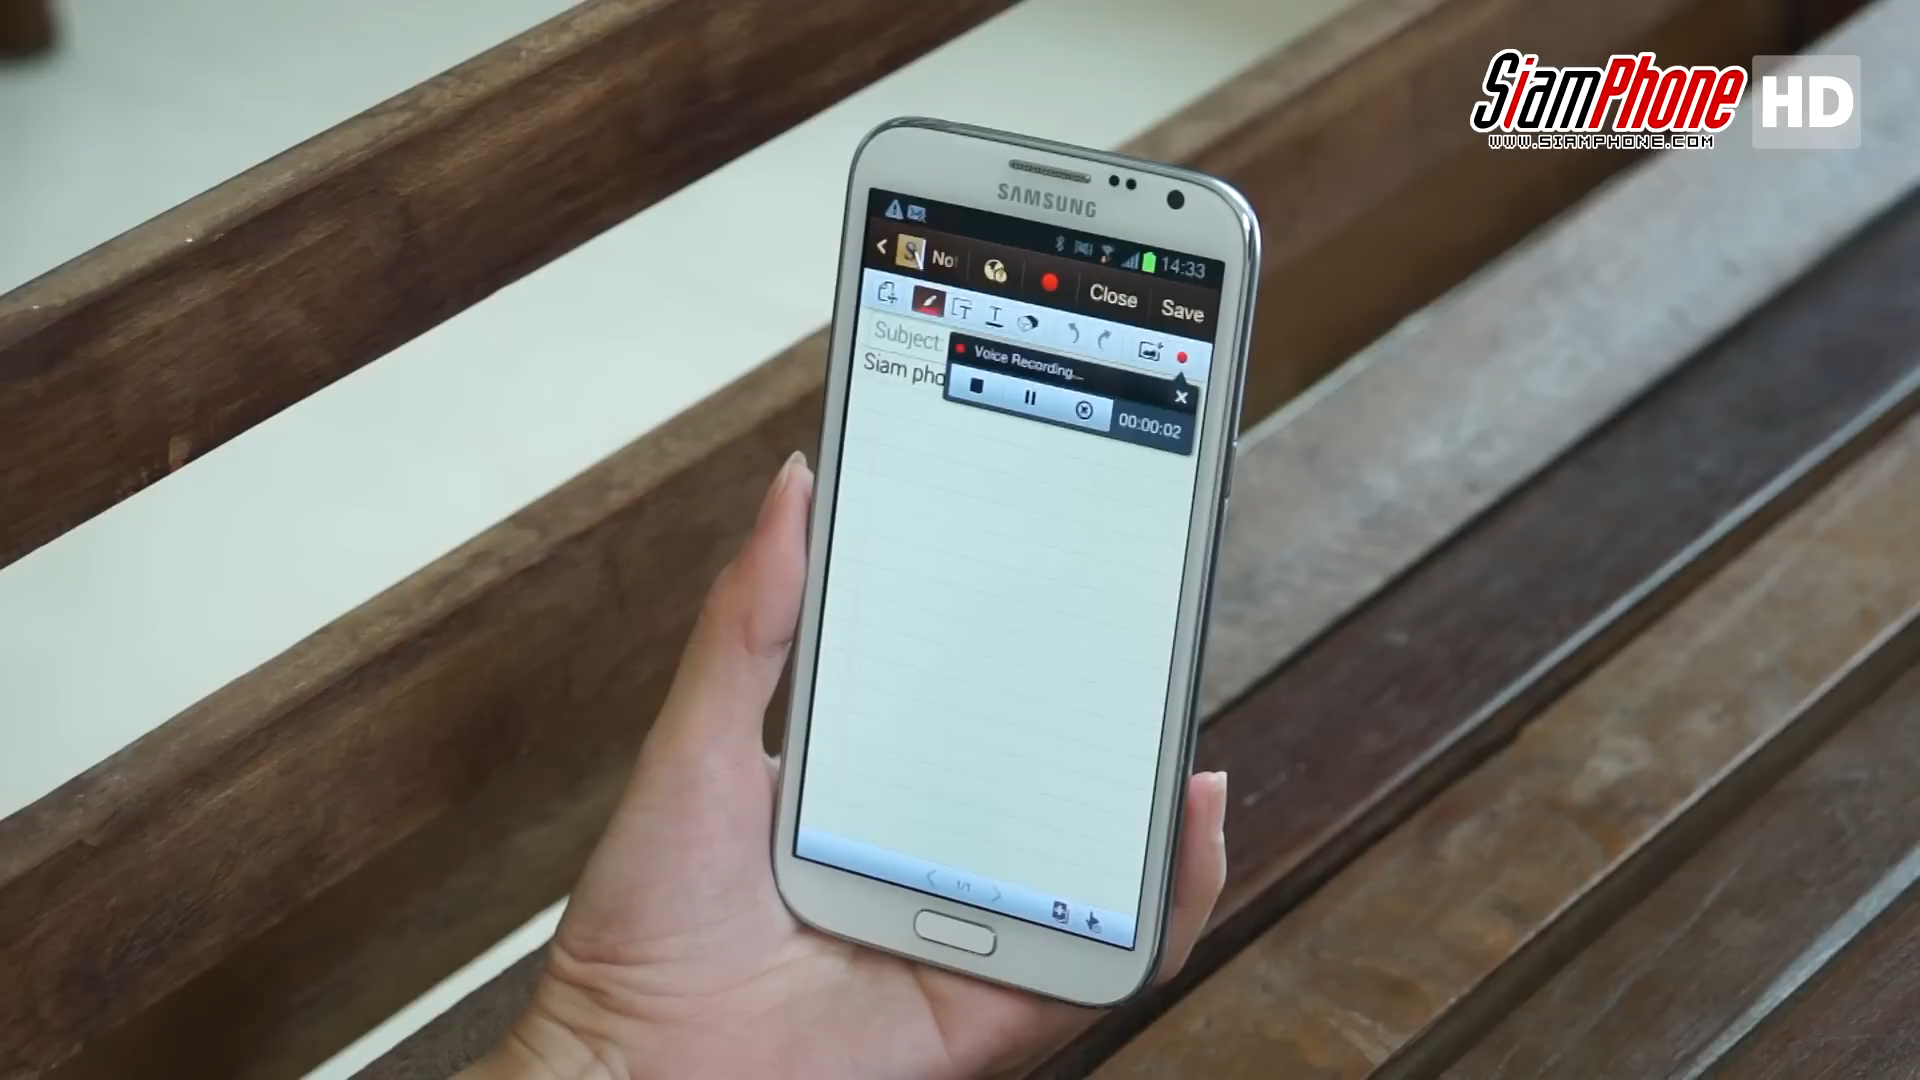 SiamPhone HD
WWW.SIAMPHONE.COM
SAMSUNG
14:33
No
Close
Save
Subject:
Siam pho
Voice Recording...
00:00:02
1/1